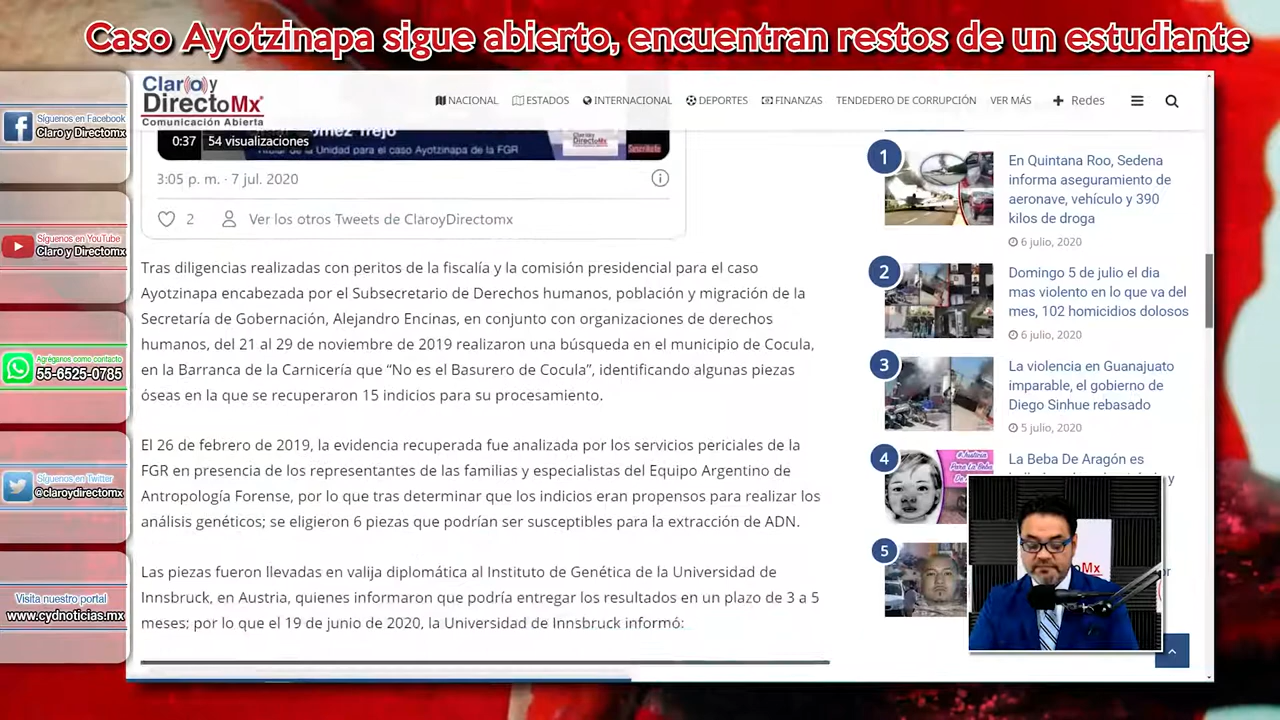 Caso Ayotzinapa sigue abierto, encuentran restos de un estudiante
Síguenos en Facebook
Claro y Directomx
Síguenos en YouTube
Claro y Directomx
Agréganos como contacto
55-6525-0785
Síguenos en Twitter
@claroydirectomx
Visita nuestro portal
www.cydnoticias.mx
Claro y
DirectoMx
Comunicación Abierta
NACIONAL ESTADOS INTERNACIONAL DEPORTES FINANZAS TENDEDERO DE CORRUPCIÓN VER MÁS Redes
Gómez Trejo
Titular de la Unidad para el caso Ayotzinapa de la FGR
0:37 54 visualizaciones
3:05 p. m. · 7 jul. 2020
2 Ver los otros Tweets de ClaroyDirectomx
Tras diligencias realizadas con peritos de la fiscalía y la comisión presidencial para el caso
Ayotzinapa encabezada por el Subsecretario de Derechos humanos, población y migración de la
Secretaría de Gobernación, Alejandro Encinas, en conjunto con organizaciones de derechos
humanos, del 21 al 29 de noviembre de 2019 realizaron una búsqueda en el municipio de Cocula,
en la Barranca de la Carnicería que “No es el Basurero de Cocula”, identificando algunas piezas
óseas en la que se recuperaron 15 indicios para su procesamiento.
El 26 de febrero de 2019, la evidencia recuperada fue analizada por los servicios periciales de la
FGR en presencia de los representantes de las familias y especialistas del Equipo Argentino de
Antropología Forense, por lo que tras determinar que los indicios eran propensos para realizar los
análisis genéticos; se eligieron 6 piezas que podrían ser susceptibles para la extracción de ADN.
Las piezas fueron llevadas en valija diplomática al Instituto de Genética de la Universidad de
Innsbruck, en Austria, quienes informaron que podría entregar los resultados en un plazo de 3 a 5
meses; por lo que el 19 de junio de 2020, la Universidad de Innsbruck informó:
1
En Quintana Roo, Sedena
informa aseguramiento de
aeronave, vehículo y 390
kilos de droga
6 julio, 2020
2
Domingo 5 de julio el dia
mas violento en lo que va del
mes, 102 homicidios dolosos
6 julio, 2020
3
La violencia en Guanajuato
imparable, el gobierno de
Diego Sinhue rebasado
5 julio, 2020
4
La Beba De Aragón es
y
5